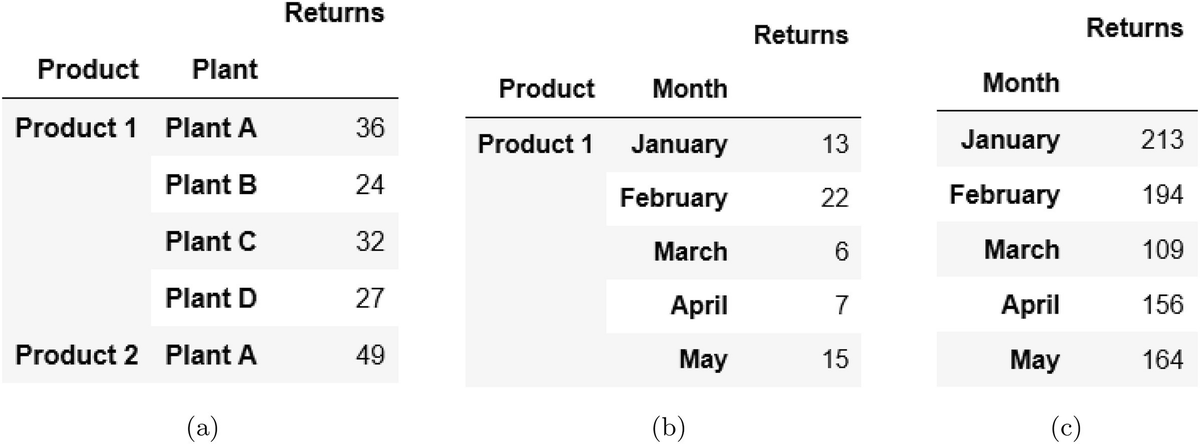 Returns
Product Plant
Product 1 Plant A 36
Plant B 24
Plant C 32
Plant D 27
Product 2 Plant A 49
(a)
Returns
Product Month
Product 1 January 13
February 22
March 6
April 7
May 15
(b)
Returns
Month
January 213
February 194
March 109
April 156
May 164
(c)